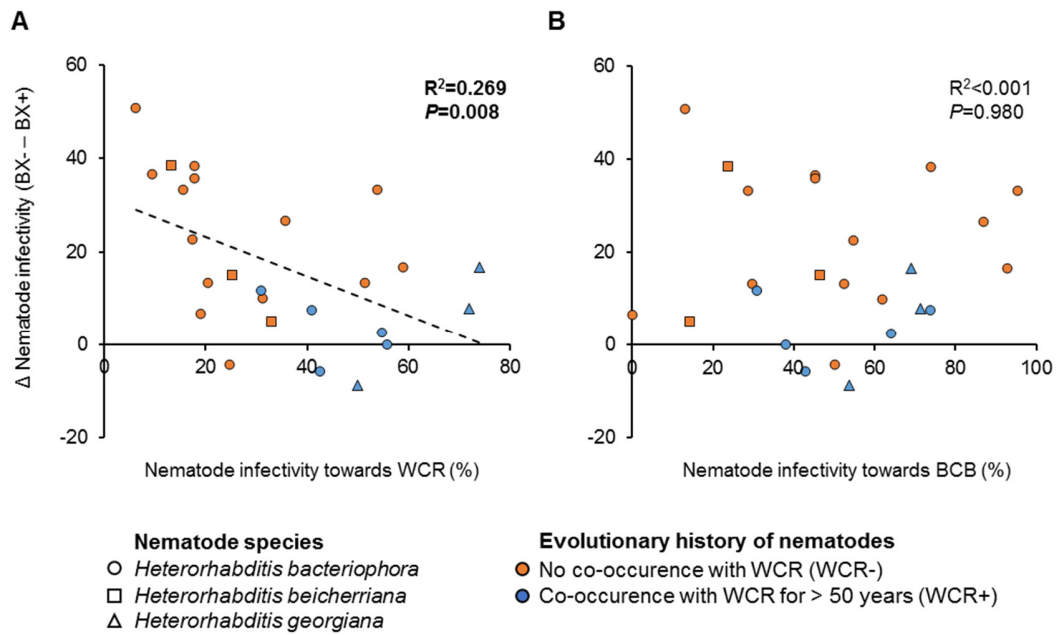 A
B
Δ Nematode infectivity (BX- – BX+)
60
40
20
0
-20
0
20
40
60
80
R²=0.269
P=0.008
Nematode infectivity towards WCR (%)
60
40
20
0
-20
0
20
40
60
80
100
R²<0.001
P=0.980
Nematode infectivity towards BCB (%)
Nematode species
Heterorhabditis bacteriophora
Heterorhabditis beicherriana
Heterorhabditis georgiana
Evolutionary history of nematodes
No co-occurence with WCR (WCR-)
Co-occurence with WCR for > 50 years (WCR+)